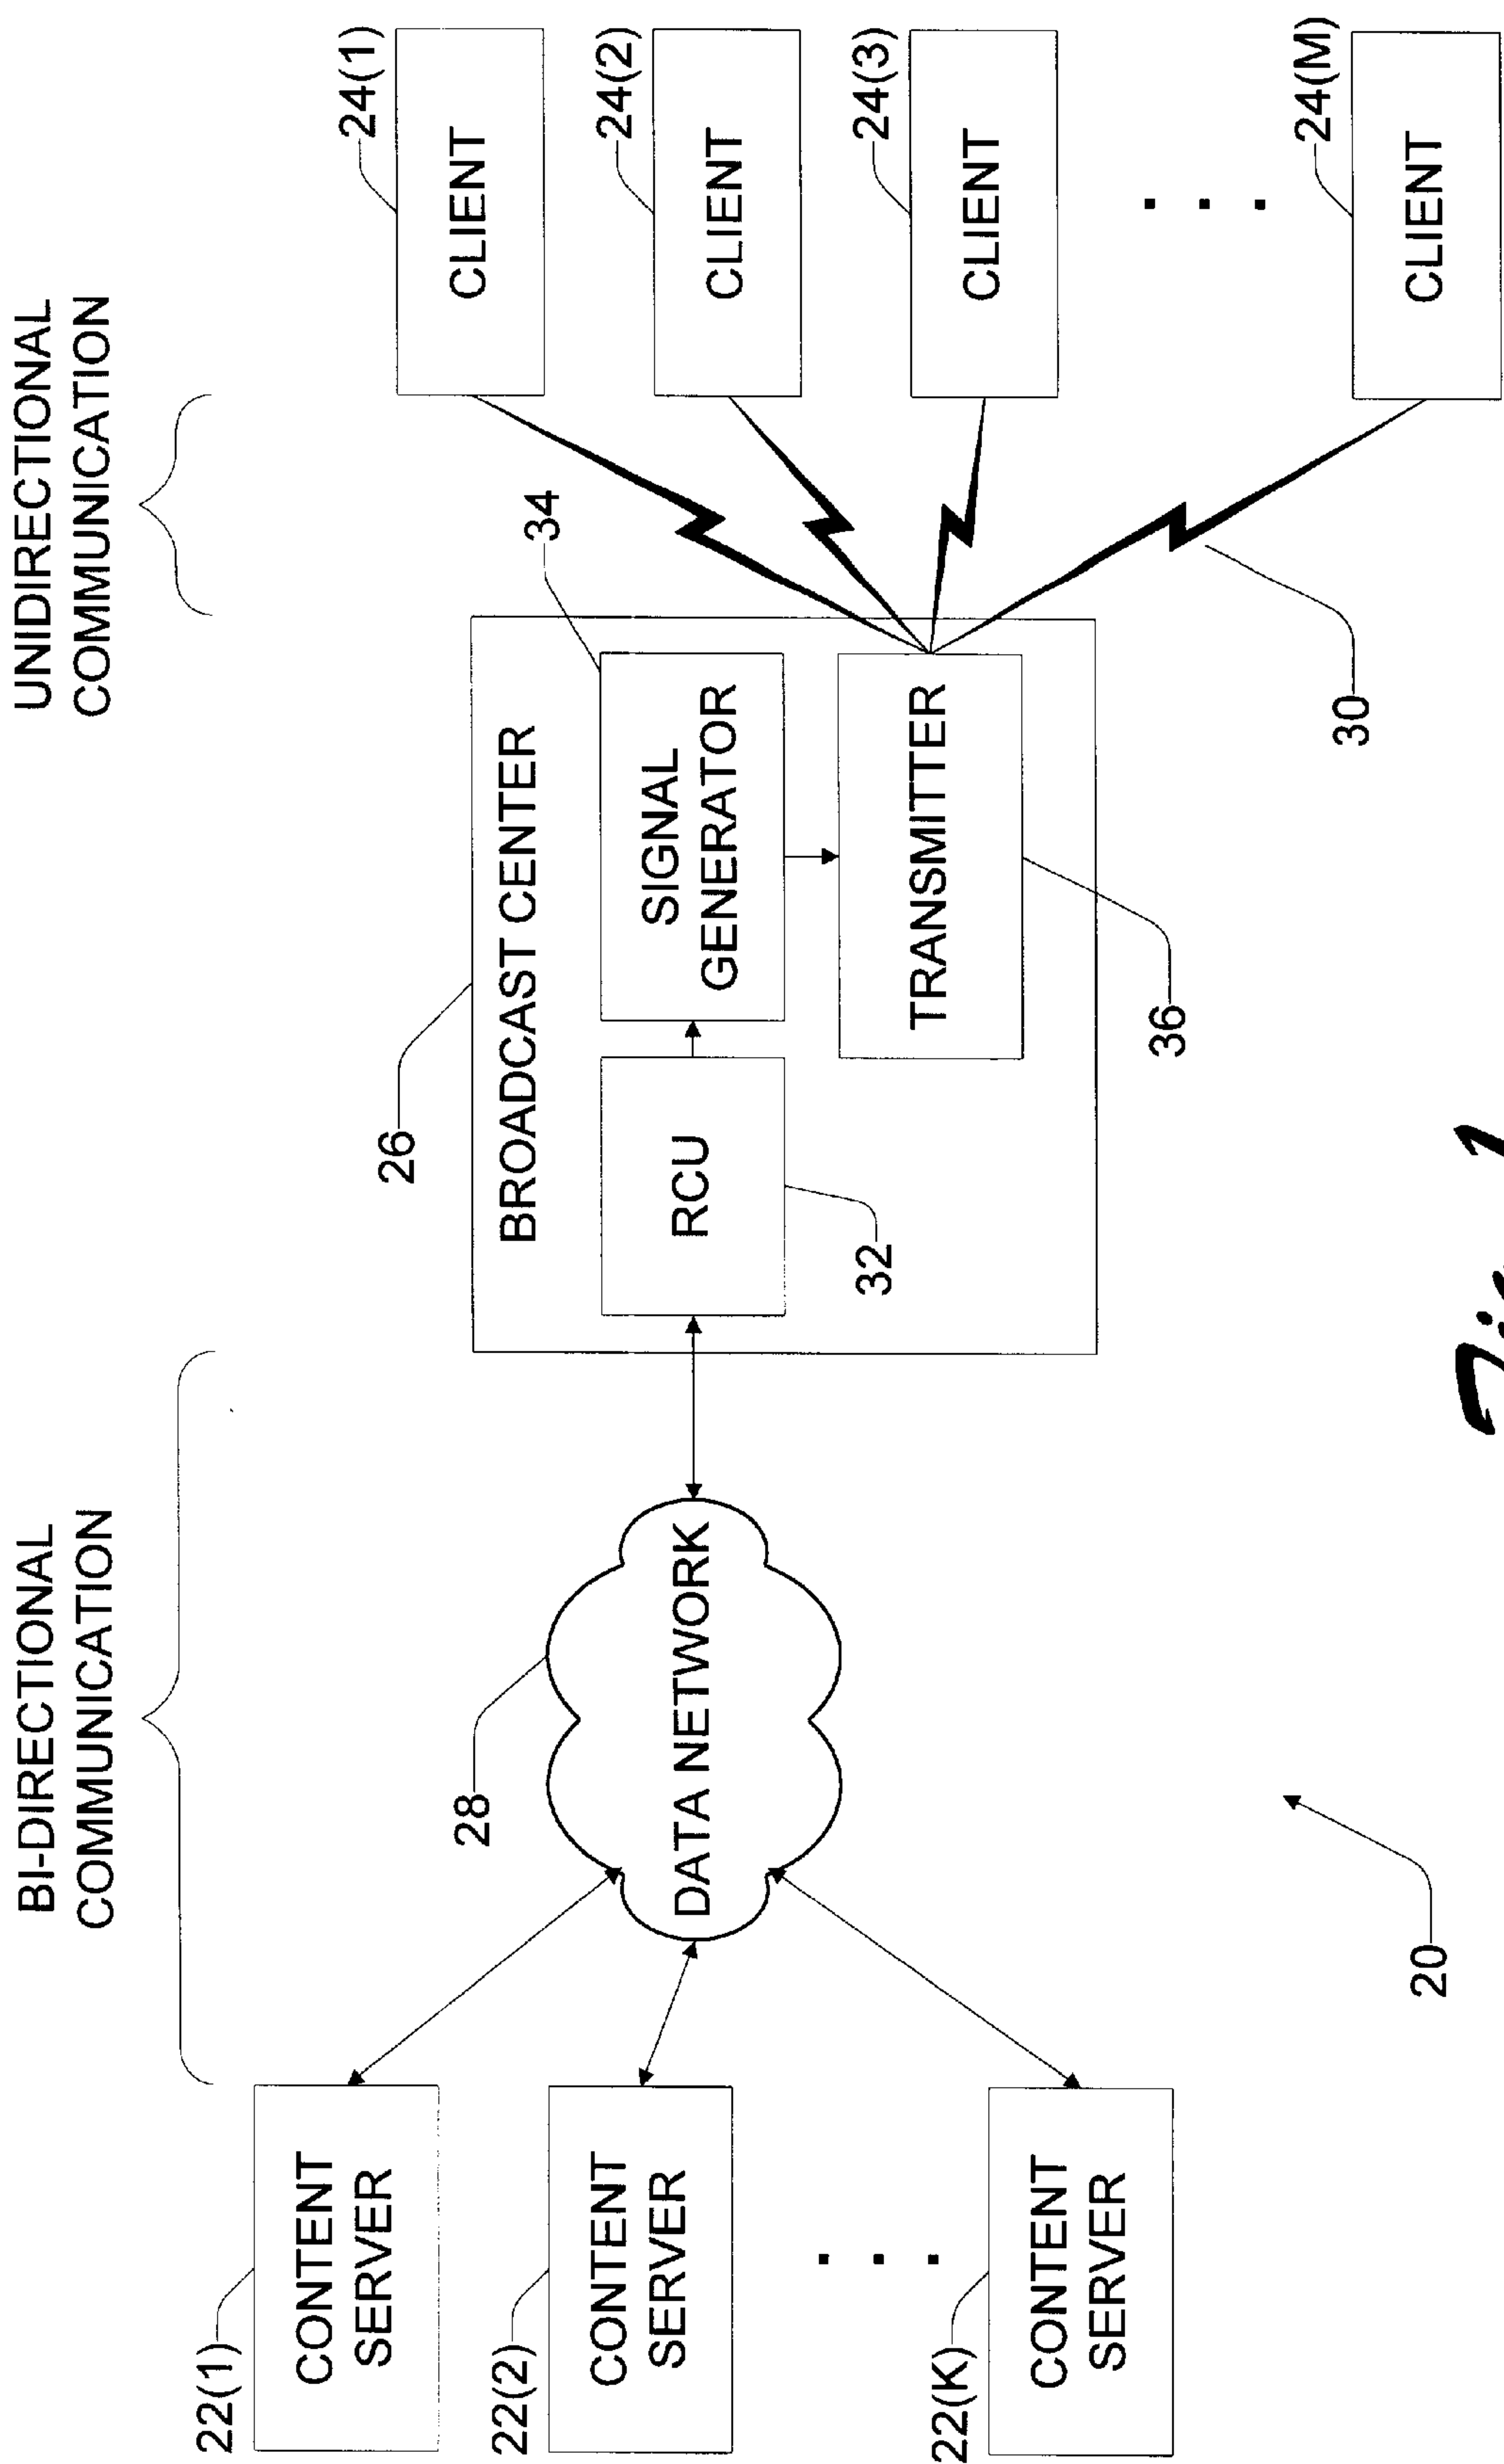 BI-DIRECTIONAL
COMMUNICATION
UNIDIRECTIONAL
COMMUNICATION
22(1)
CONTENT
SERVER
22(2)
CONTENT
SERVER
22(K)
CONTENT
SERVER
28
DATA NETWORK
20
26
BROADCAST CENTER
RCU
32
34
SIGNAL
GENERATOR
TRANSMITTER
36
30
24(1)
CLIENT
24(2)
CLIENT
24(3)
CLIENT
24(M)
CLIENT